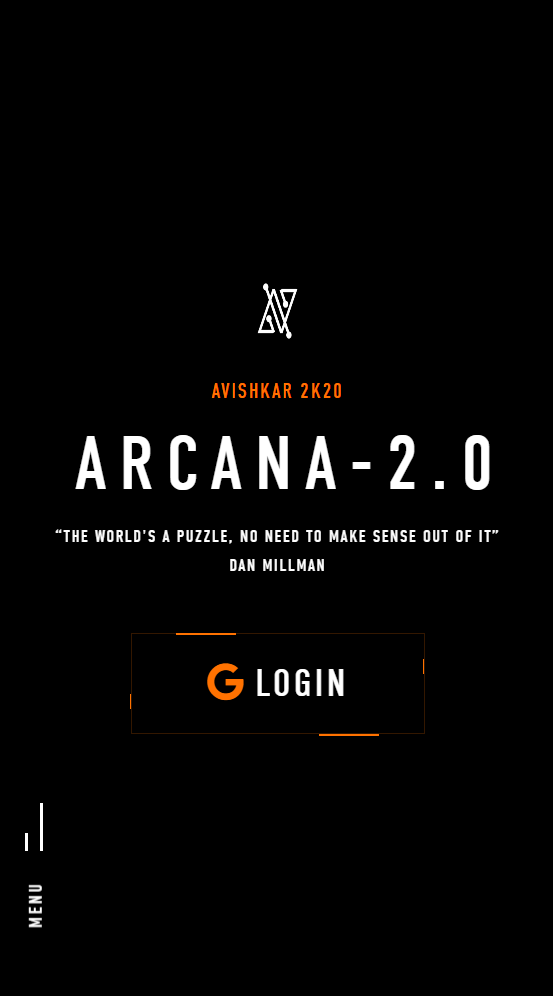 AVISHKAR 2K20
ARCANA-2.0
“THE WORLD'S A PUZZLE, NO NEED TO MAKE SENSE OUT OF IT”
DAN MILLMAN
LOGIN
MENU